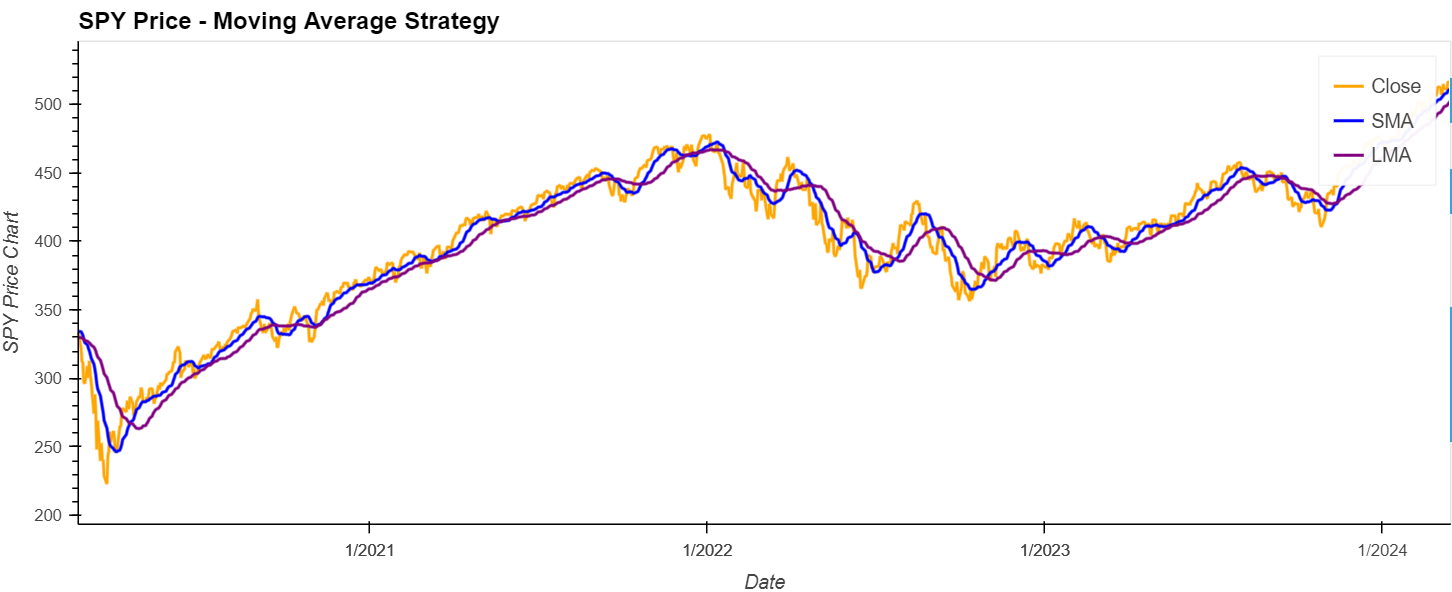 SPY Price - Moving Average Strategy
SPY Price Chart
500
450
400
350
300
250
200
Close
SMA
LMA
1/2021 1/2022 1/2023 1/2024
Date